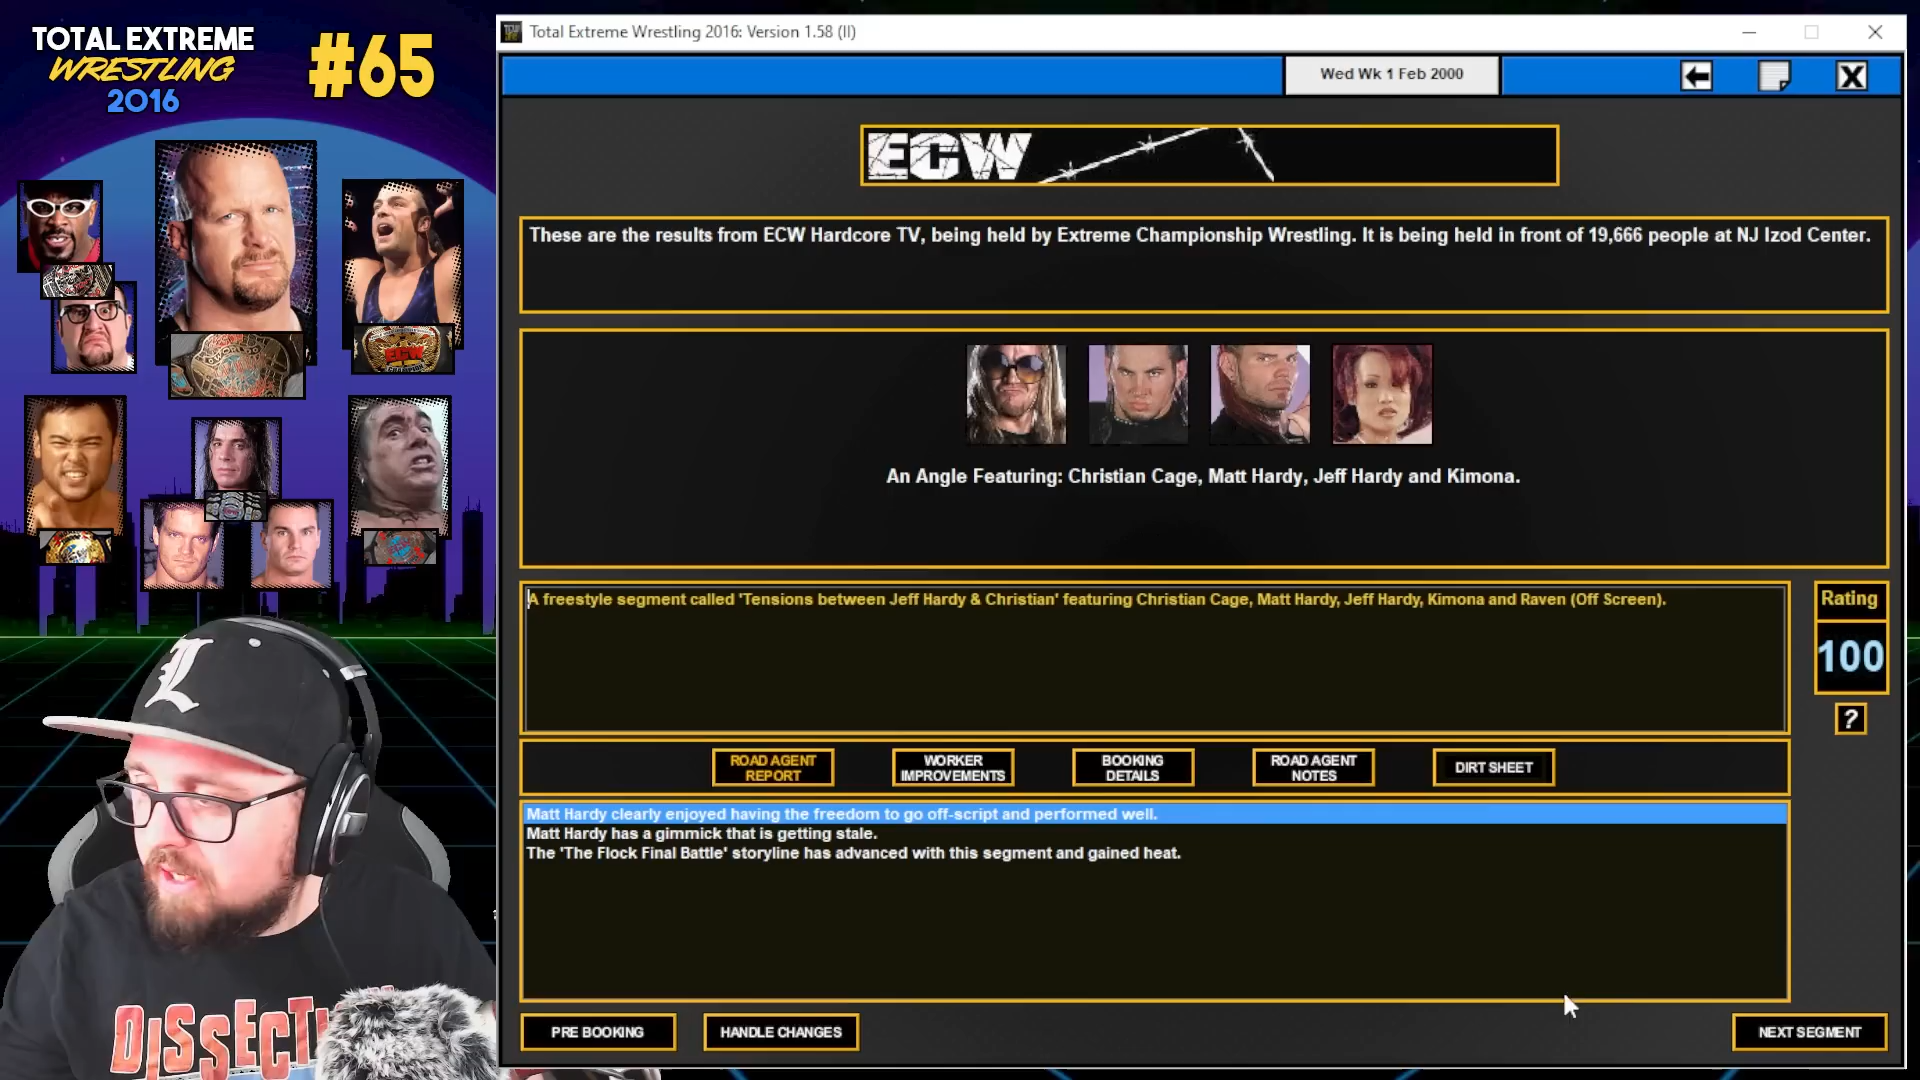 TOTAL EXTREME
WRESTLING
2016
#65
Total Extreme Wrestling 2016: Version 1.58 (II)
Wed Wk 1 Feb 2000
X
ECW
These are the results from ECW Hardcore TV, being held by Extreme Championship Wrestling. It is being held in front of 19,666 people at NJ Izod Center.
An Angle Featuring: Christian Cage, Matt Hardy, Jeff Hardy and Kimona.
A freestyle segment called 'Tensions between Jeff Hardy & Christian' featuring Christian Cage, Matt Hardy, Jeff Hardy, Kimona and Raven (Off Screen).
Rating
100
?
ROAD AGENT
REPORT
WORKER
IMPROVEMENTS
BOOKING
DETAILS
ROAD AGENT
NOTES
DIRT SHEET
Matt Hardy clearly enjoyed having the freedom to go off-script and performed well.
Matt Hardy has a gimmick that is getting stale.
The 'The Flock Final Battle' storyline has advanced with this segment and gained heat.
PRE BOOKING
HANDLE CHANGES
NEXT SEGMENT
L